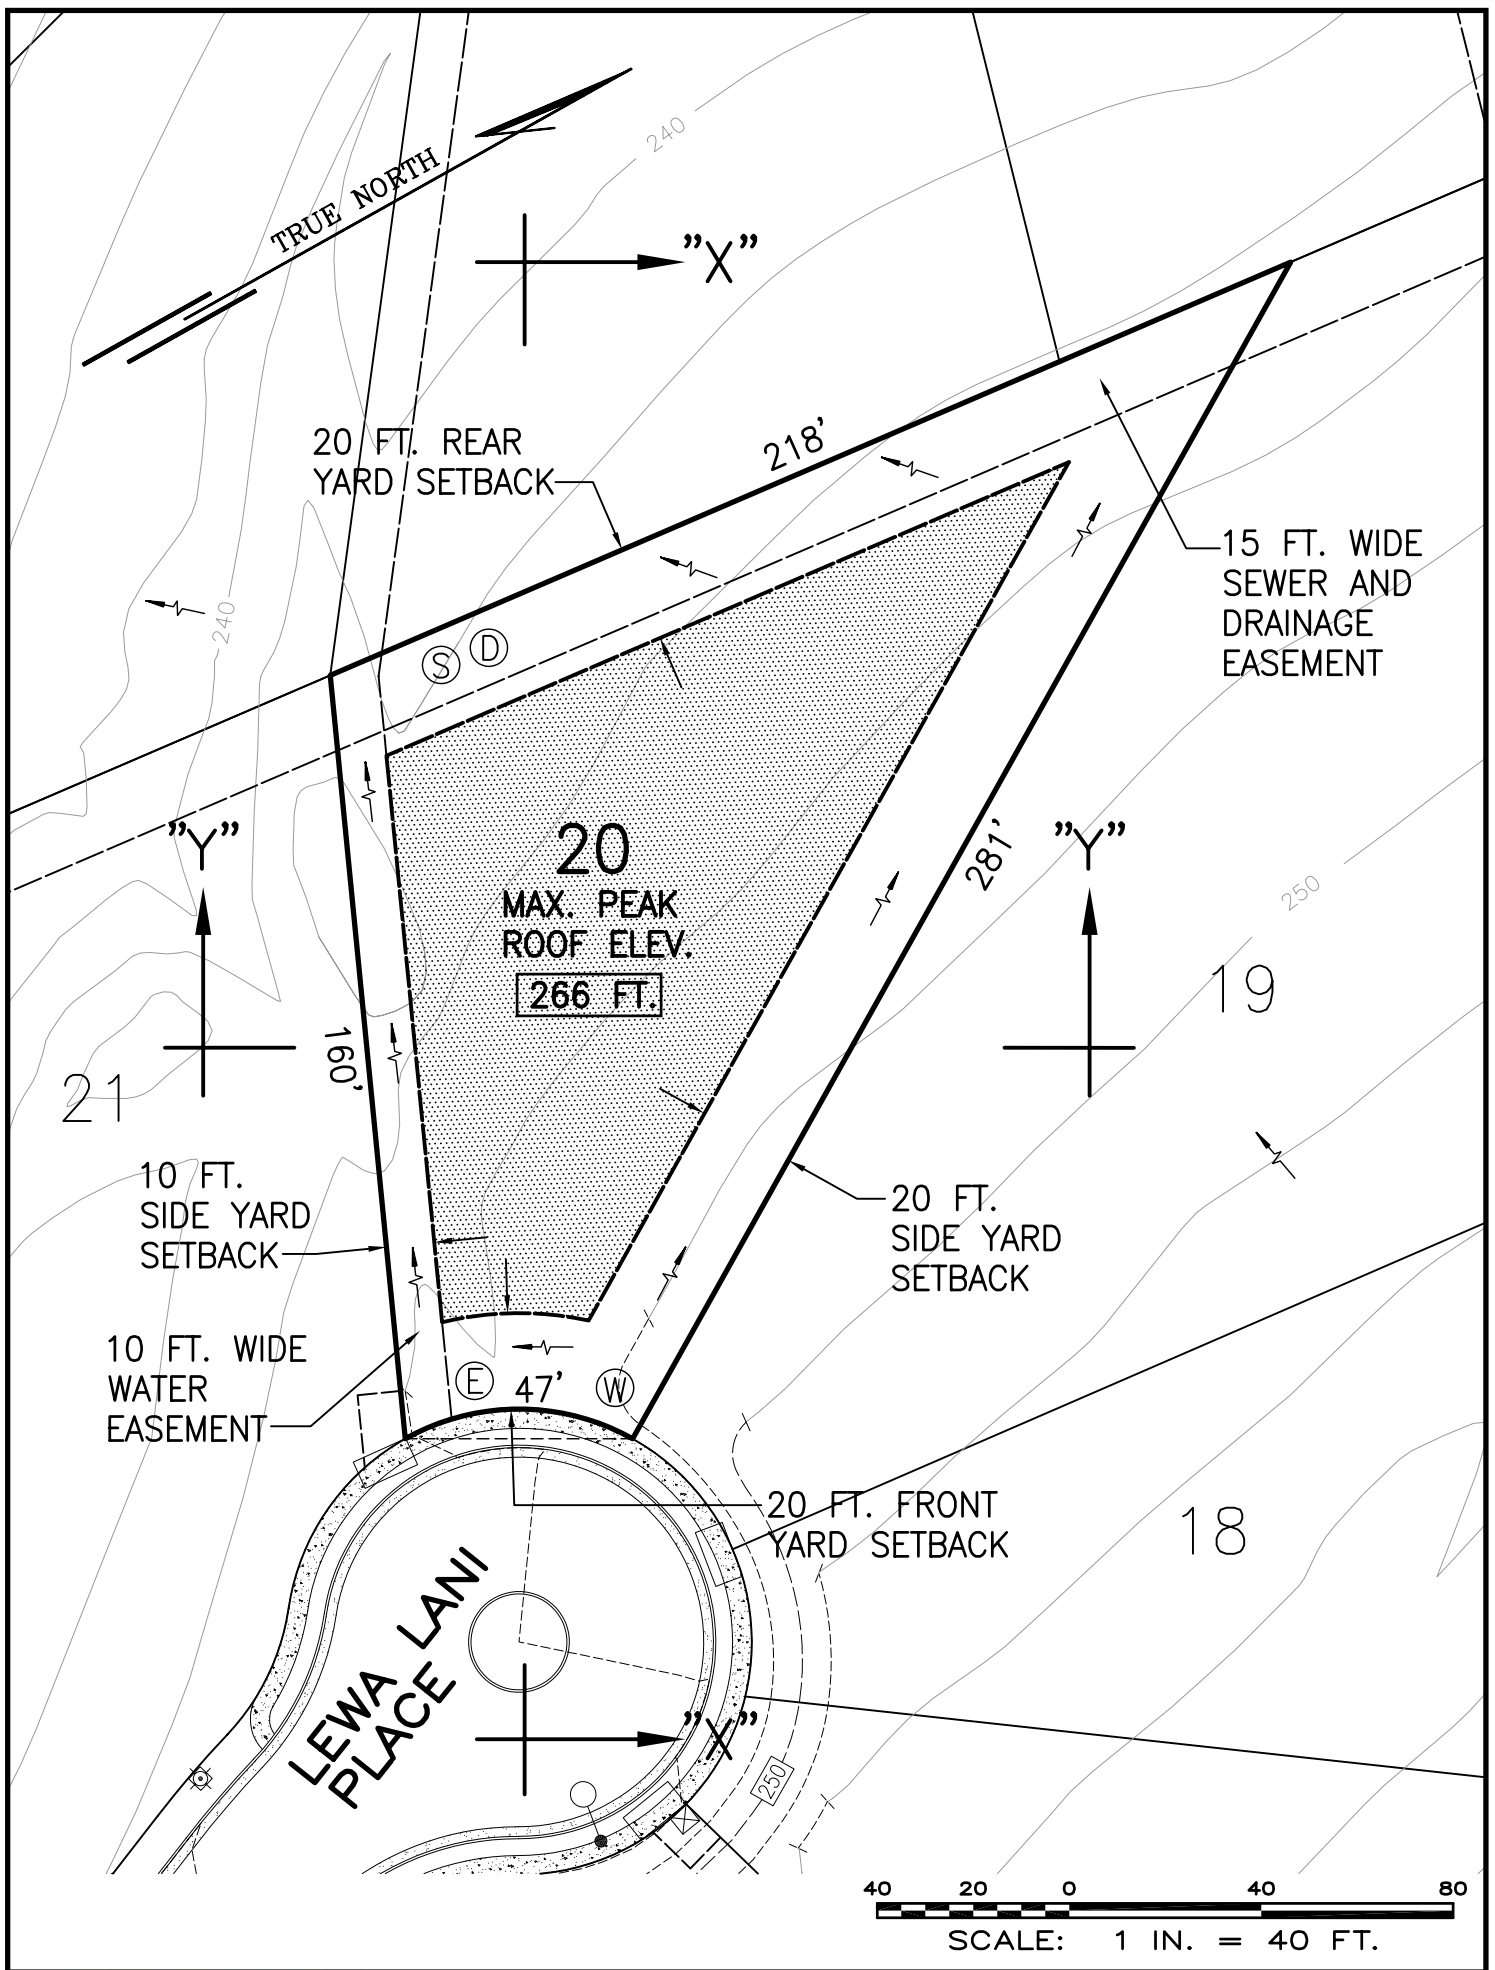 240
TRUE NORTH
"X"
20 FT. REAR
YARD SETBACK
218'
15 FT. WIDE
SEWER AND
DRAINAGE
EASEMENT
240
S
D
"Y"
"Y"
20
MAX. PEAK
ROOF ELEV.
266 FT.
281'
250
19
160'
21
10 FT.
SIDE YARD
SETBACK
20 FT.
SIDE YARD
SETBACK
10 FT. WIDE
WATER
EASEMENT
E
47'
W
20 FT. FRONT
YARD SETBACK
18
LEWA LANI
PLACE
"X"
250
40 20 0 40 80
SCALE: 1 IN. = 40 FT.